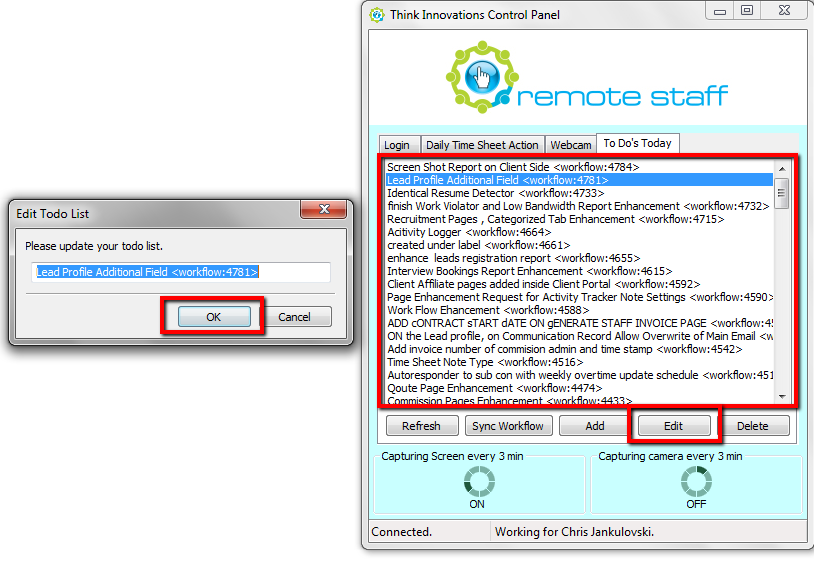 Think Innovations Control Panel
remote staff
Login
Daily Time Sheet Action
Webcam
To Do's Today
Screen Shot Report on Client Side <workflow:4784>
Lead Profile Additional Field <workflow:4781>
Identical Resume Detector <workflow:4733>
finish Work Violator and Low Bandwidth Report Enhancement <workflow:4732>
Recruitment Pages , Categorized Tab Enhancement <workflow:4715>
Acitivity Logger <workflow:4664>
created under label <workflow:4661>
enhance leads registration report <workflow:4655>
Interview Bookings Report Enhancement <workflow:4615>
Client Affiliate pages added inside Client Portal <workflow:4592>
Page Enhancement Request for Activity Tracker Note Settings <workflow:4590>
Work Flow Ehancement <workflow:4588>
ADD cONTRACT sTART dATE ON gENERATE STAFF INVOICE PAGE <workflow:45
ON the Lead profile, on Communication Record Allow Overwrite of Main Email <w
Add invoice number of commision admin and time stamp <workflow:4542>
Time Sheet Note Type <workflow:4516>
Autoresponder to sub con with weekly overtime update schedule <workflow:451
Qoute Page Enhancement <workflow:4474>
Commission Pages Enhancement <workflow:4433>
Refresh
Sync Workflow
Add
Edit
Delete
Capturing Screen every 3 min
ON
Capturing camera every 3 min
OFF
Connected.
Working for Chris Jankulovski.
Edit Todo List
Please update your todo list.
Lead Profile Additional Field <workflow:4781>
OK
Cancel